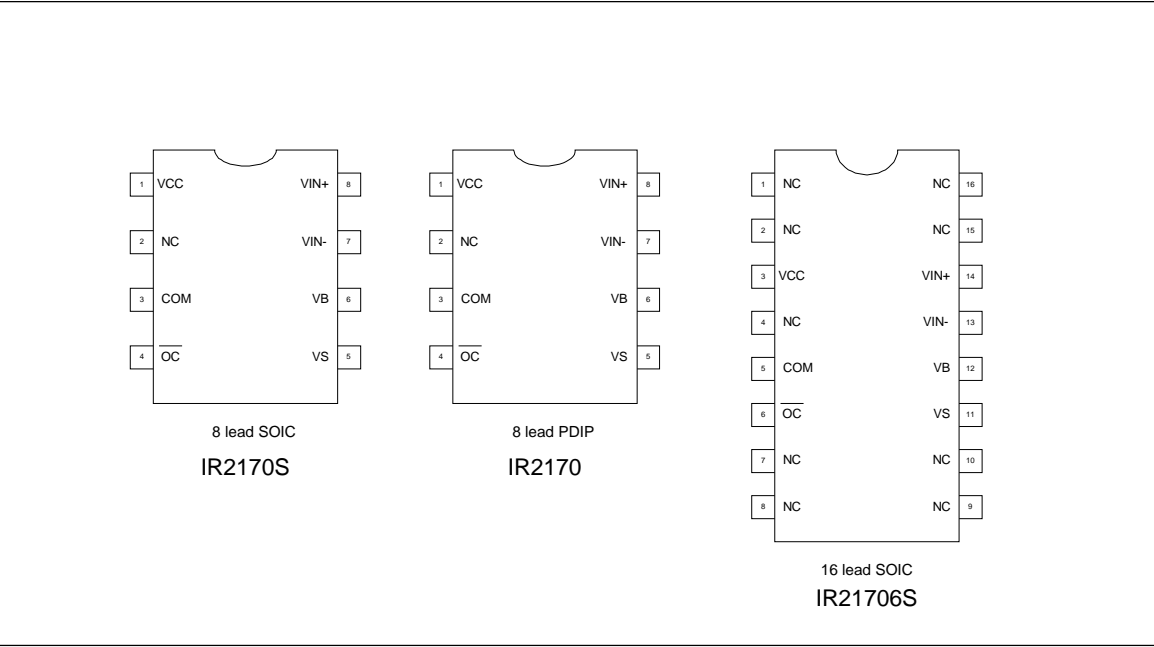 1 VCC VIN+ 8
2 NC VIN- 7
3 COM VB 6
4 OC VS 5
8 lead SOIC
IR2170S
1 VCC VIN+ 8
2 NC VIN- 7
3 COM VB 6
4 OC VS 5
8 lead PDIP
IR2170
1 NC NC 16
2 NC NC 15
3 VCC VIN+ 14
4 NC VIN- 13
5 COM VB 12
6 OC VS 11
7 NC NC 10
8 NC NC 9
16 lead SOIC
IR21706S